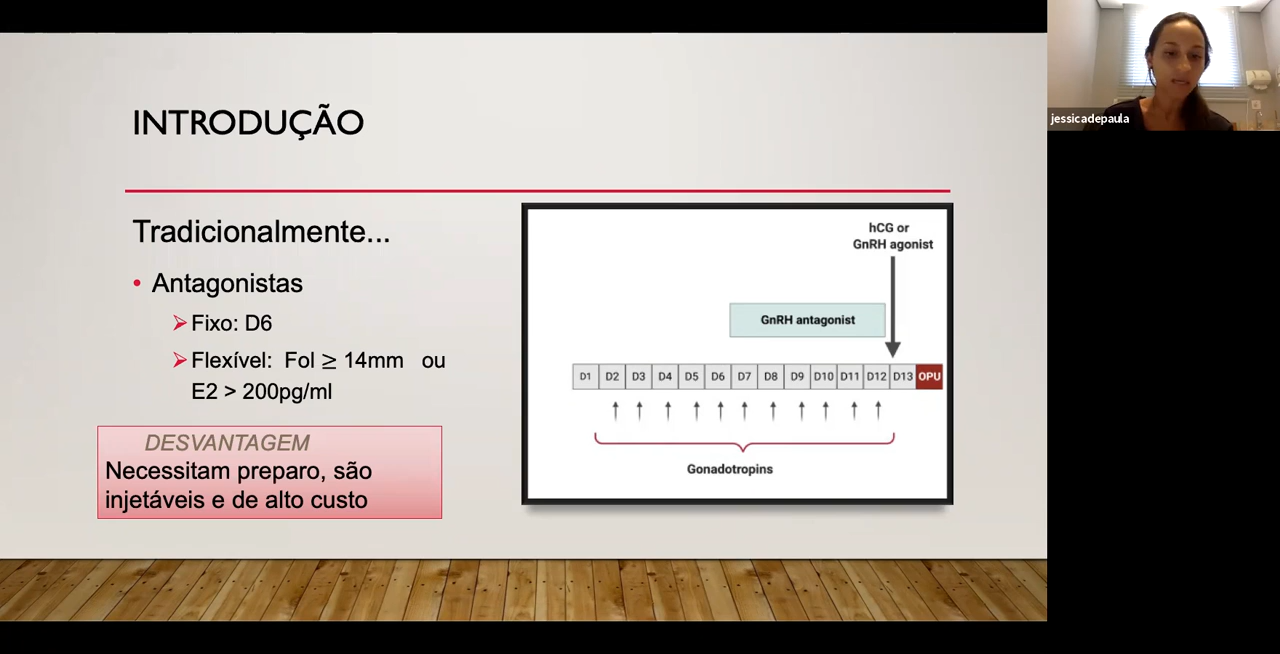 INTRODUÇÃO
Tradicionalmente...
• Antagonistas
Fixo: D6
Flexível: Fol ≥ 14mm ou
E2 > 200pg/ml
DESVANTAGEM
Necessitam preparo, são
injetáveis e de alto custo
hCG or
GnRH agonist
GnRH antagonist
D1 D2 D3 D4 D5 D6 D7 D8 D9 D10 D11 D12 D13 OPU
Gonadotropins
jessicadepaula